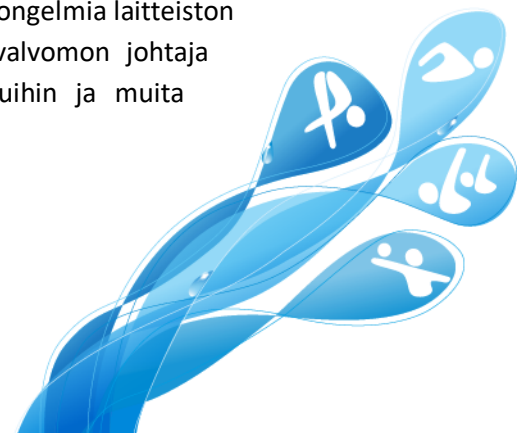 ongelmia laitteiston
valvomon johtaja
uihin ja muita